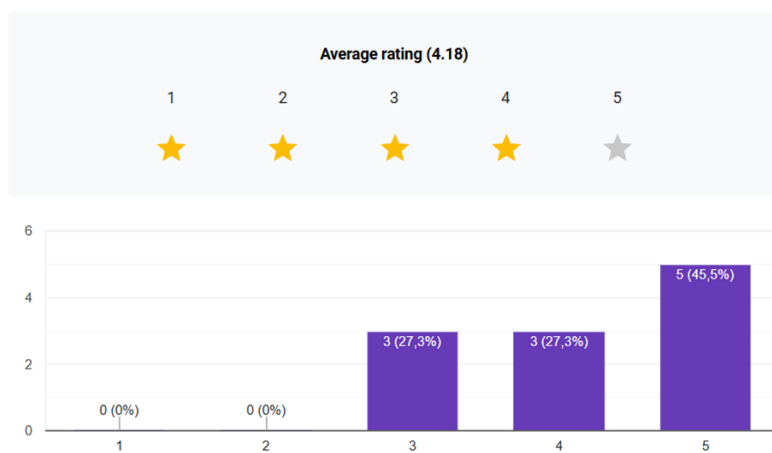 Average rating (4.18)
1 2 3 4 5
6
5 (45,5%)
4
3 (27,3%) 3 (27,3%)
2
0 (0%) 0 (0%)
0
1 2 3 4 5